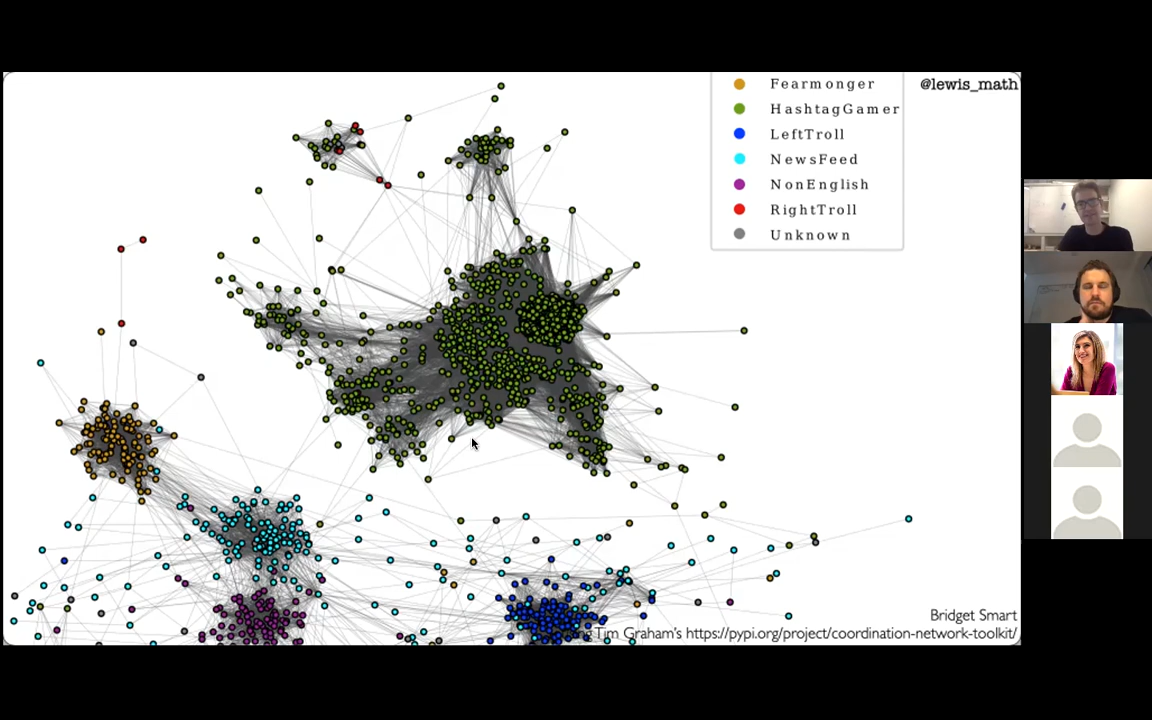 Fearmonger
@lewis_math
HashtagGamer
LeftTroll
NewsFeed
NonEnglish
RightTroll
Unknown
Bridget Smart
Tim Graham's https://pypi.org/project/coordination-network-toolkit/